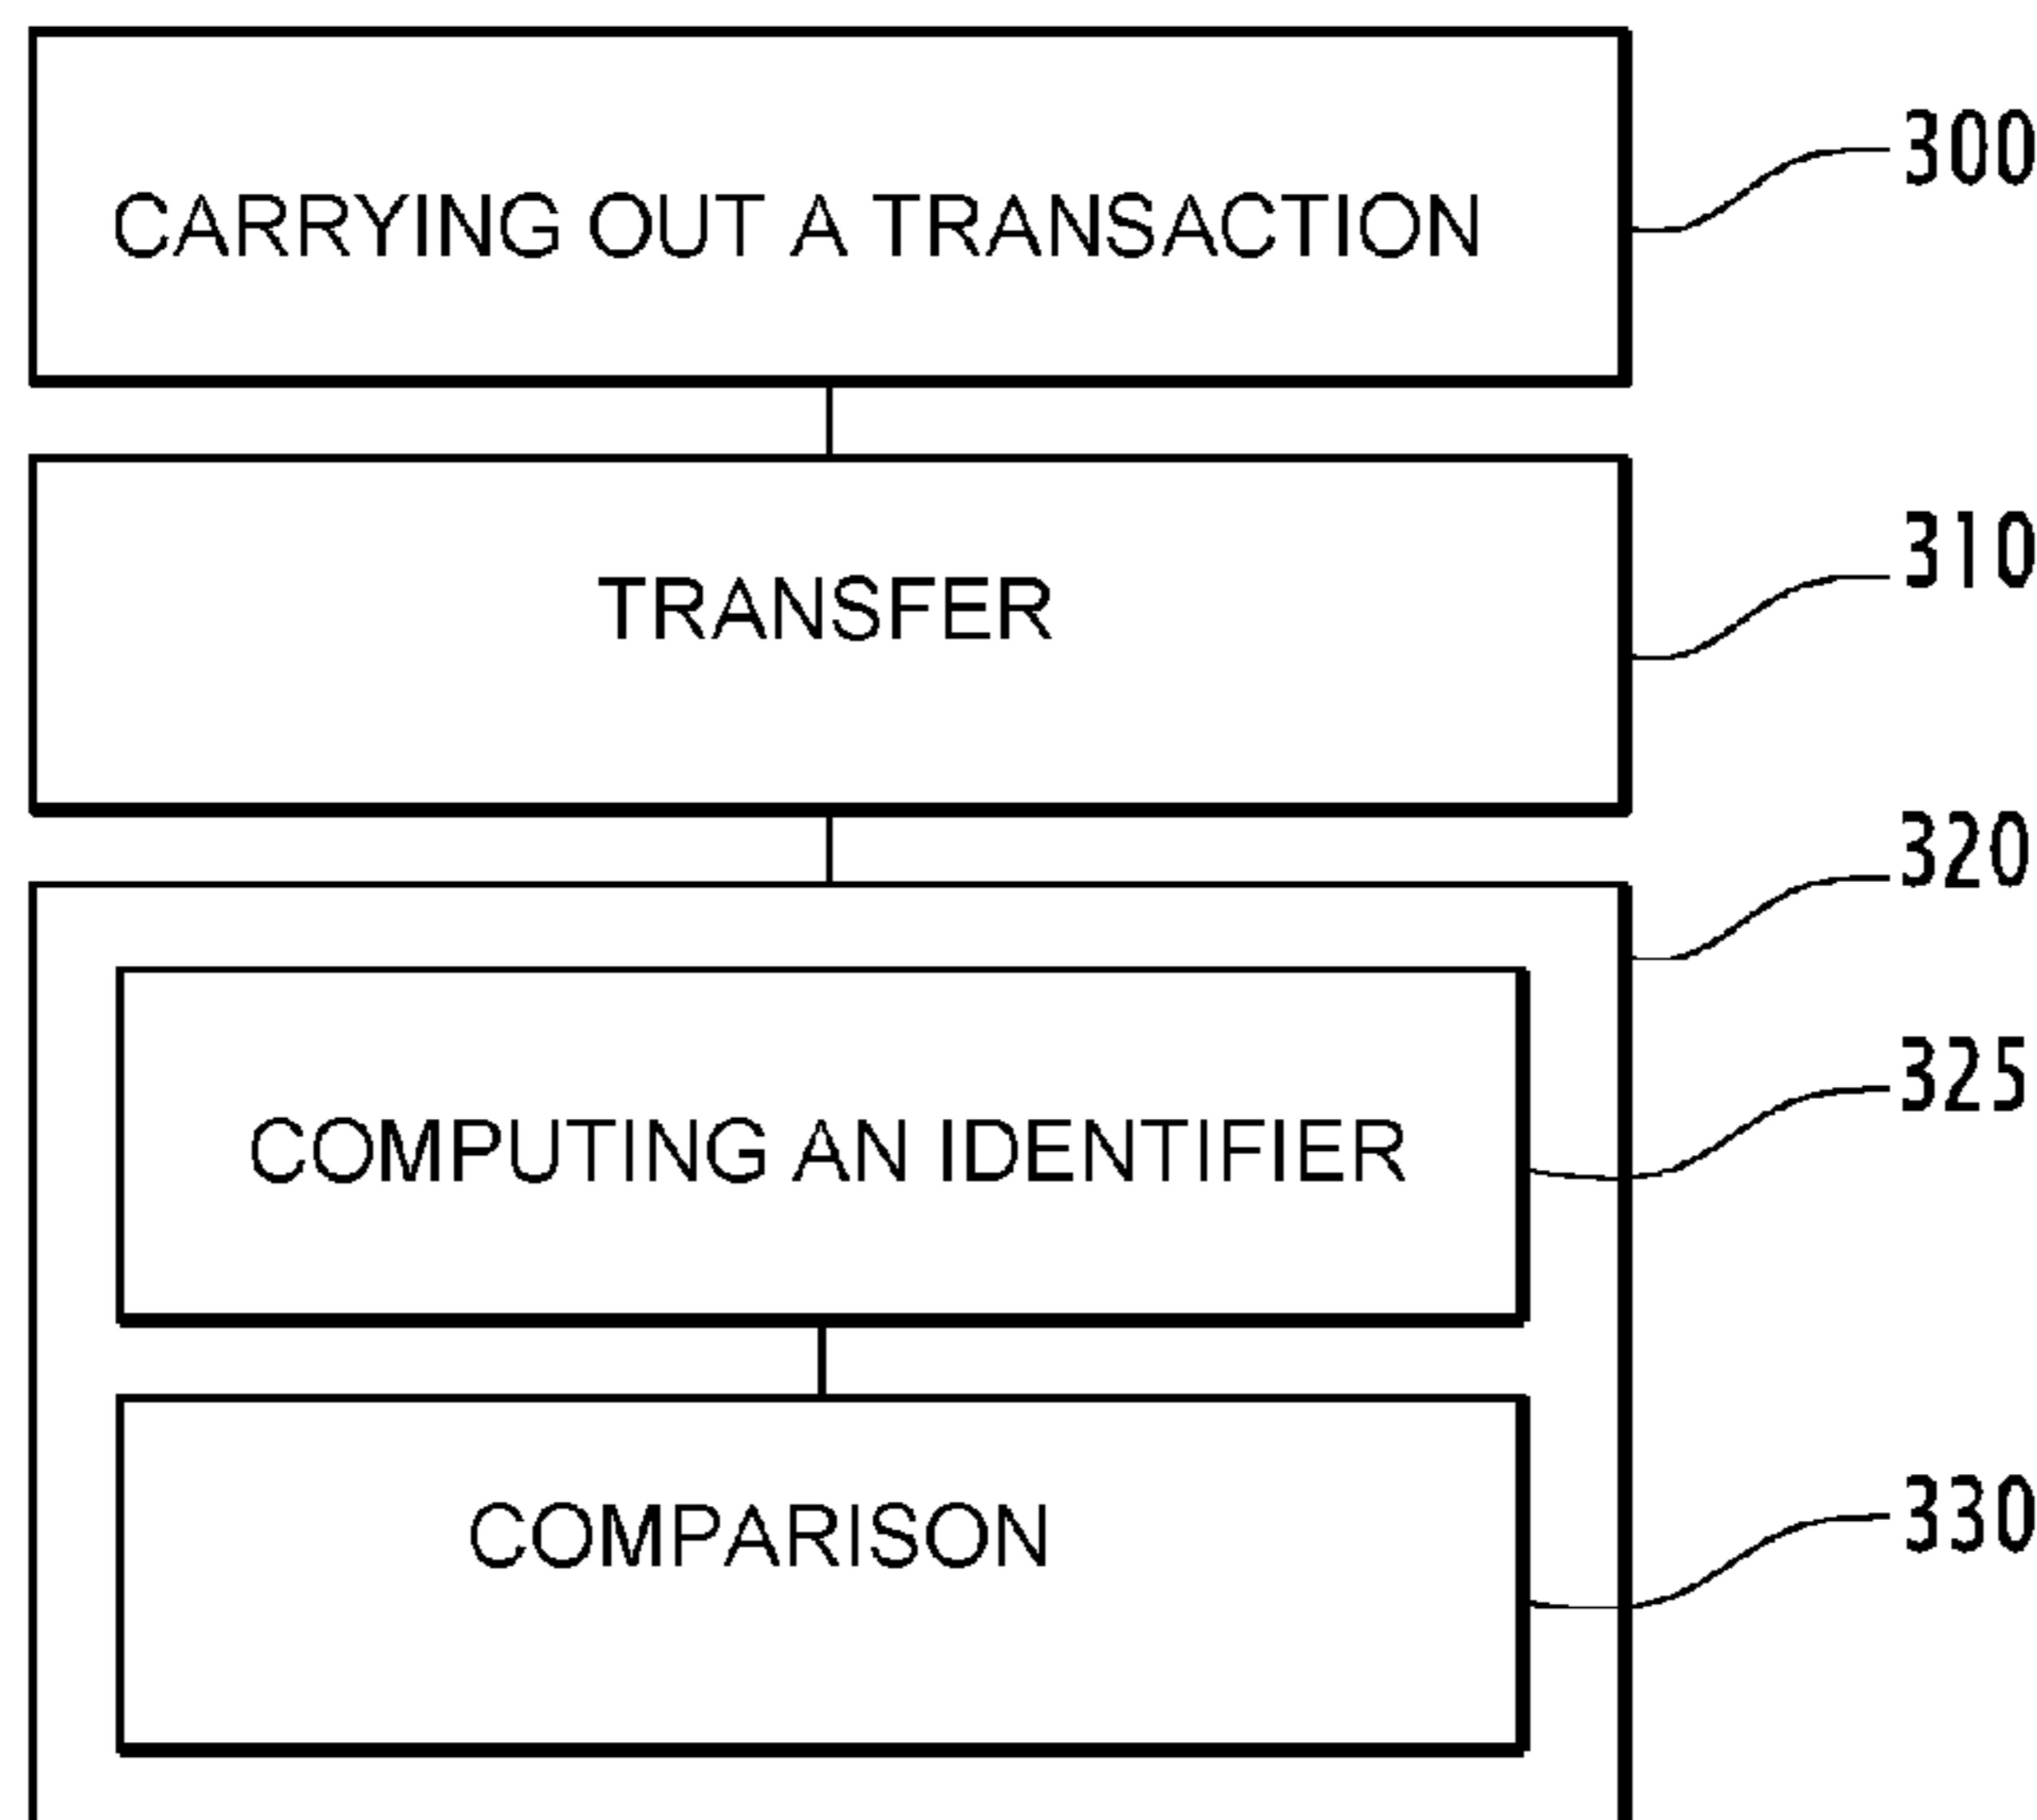 CARRYING OUT A TRANSACTION
300
TRANSFER
310
320
COMPUTING AN IDENTIFIER
325
COMPARISON
330